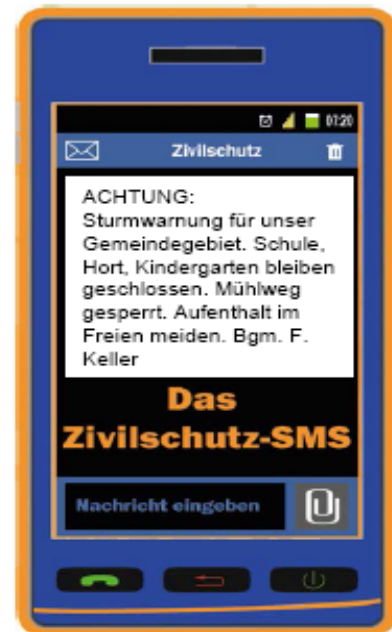 07:20
Zivilschutz
ACHTUNG:
Sturmwarnung für unser
Gemeindegebiet. Schule,
Hort, Kindergarten bleiben
geschlossen. Mühlweg
gesperrt. Aufenthalt im
Freien meiden. Bgm. F.
Keller
Das
Zivilschutz-SMS
Nachricht eingeben